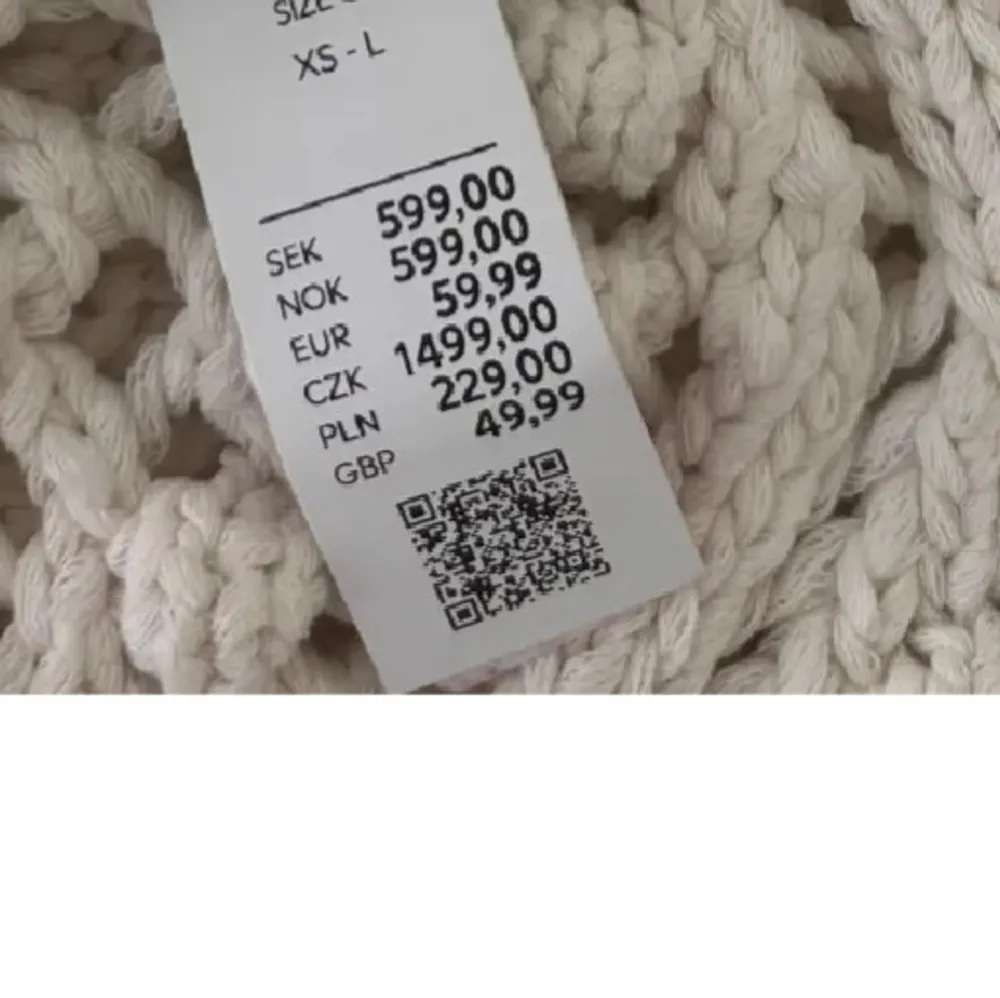 SIZE
XS - L
SEK 599,00
NOK 599,00
EUR 59,99
CZK 1499,00
PLN 229,00
GBP 49,99